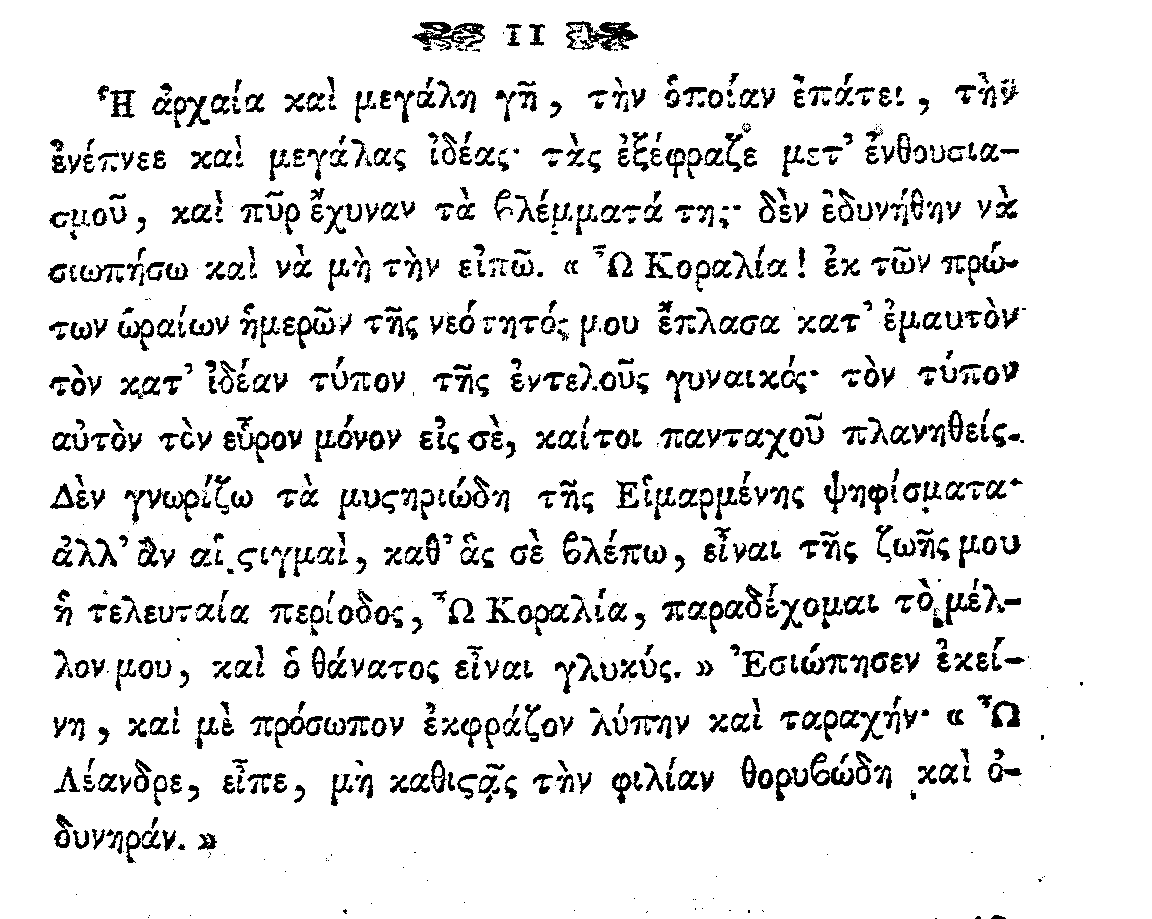 11
Ἡ ἀρχαία καὶ μεγάλη γῆ, τὴν ὁποίαν ἐπάτει, τὴν
ἐνέπνεε καὶ μεγάλας ἰδέας· τὰς ἐξέφραζε μετ’ ἐνθουσια-
σμοῦ, καὶ πῦρ ἔχυναν τὰ ϐλέμματά της· δὲν ἐδυνήθην νὰ
σιωπήσω καὶ νὰ μὴ τὴν εἰπῶ. « Ὦ Κοραλία! ἐκ τῶν πρώ-
των ὡραίων ἡμερῶν τῆς νεότητός μου ἔπλασα κατ’ ἐμαυτὸν
τὸν κατ’ ἰδέαν τύπον τῆς ἐντελοῦς γυναικός· τὸν τύπον
αὐτὸν τὸν εὗρον μόνον εἰς σὲ, καίτοι πανταχοῦ πλανηθείς.
Δὲν γνωρίζω τὰ μυϛηριώδη τῆς Εἱμαρμένης ψηφίσματα·
ἀλλ’ ἂν αἱ ϛιγμαὶ, καθ’ ἃς σὲ ϐλέπω, εἶναι τῆς ζωῆς μου
ἡ τελευταία περίοδος, Ὦ Κοραλία, παραδέχομαι τὸ μέλ-
λον μου, καὶ ὁ θάνατος εἶναι γλυκύς. » Ἐσιώπησεν ἐκεί-
νη, καὶ μὲ πρόσωπον ἐκφράζον λύπην καὶ ταραχήν· « Ὦ
Λέανδρε, εἶπε, μὴ καθιϛᾷς τὴν φιλίαν θορυϐώδη καὶ ὀ-
δυνηράν. »